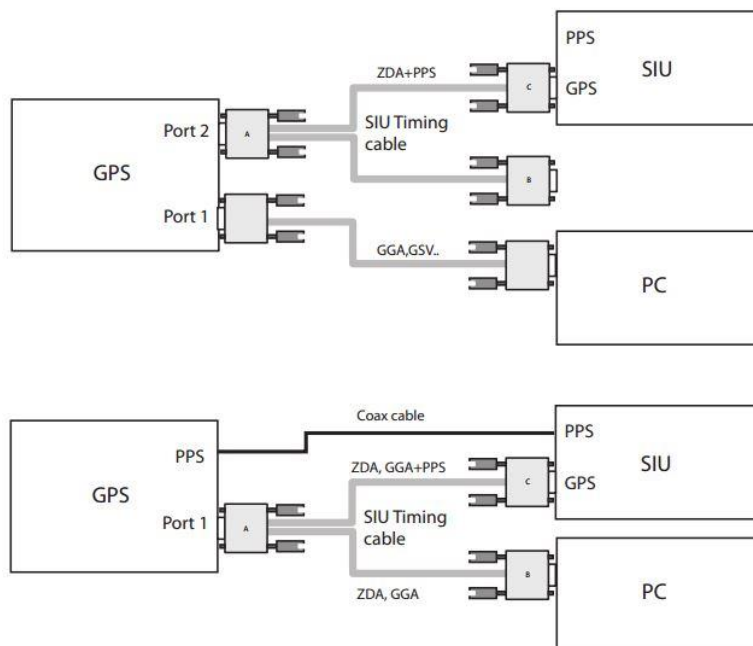 PPS
SIU
ZDA+PPS
C
GPS
Port 2
A
SIU Timing
cable
GPS
B
Port 1
GGA,GSV..
PC
Coax cable
PPS
PPS
SIU
ZDA, GGA+PPS
C
GPS
GPS
Port 1
A
SIU Timing
cable
B
PC
ZDA, GGA